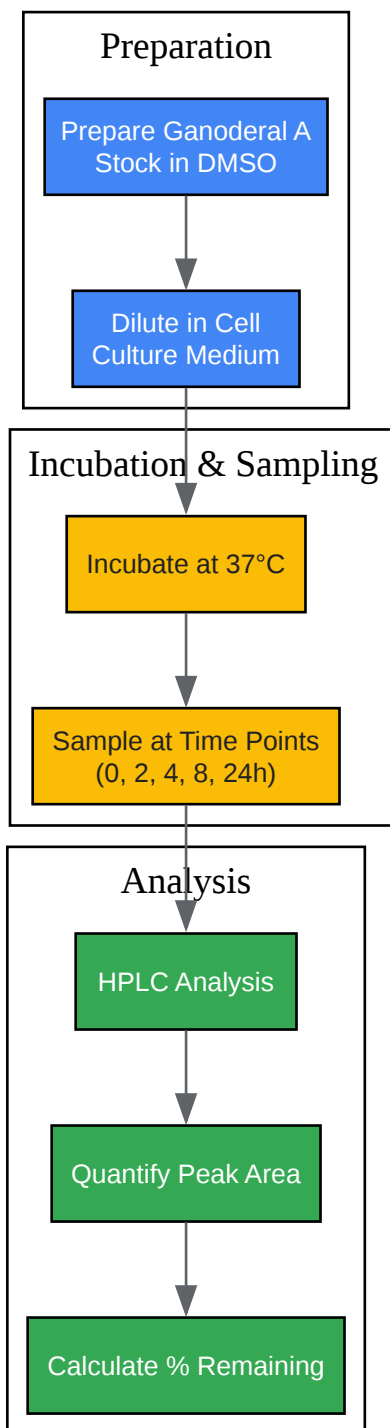 Preparation
Prepare Ganoderal A
Stock in DMSO
Dilute in Cell
Culture Medium
Incubation & Sampling
Incubate at 37°C
Sample at Time Points
(0, 2, 4, 8, 24h)
Analysis
HPLC Analysis
Quantify Peak Area
Calculate % Remaining